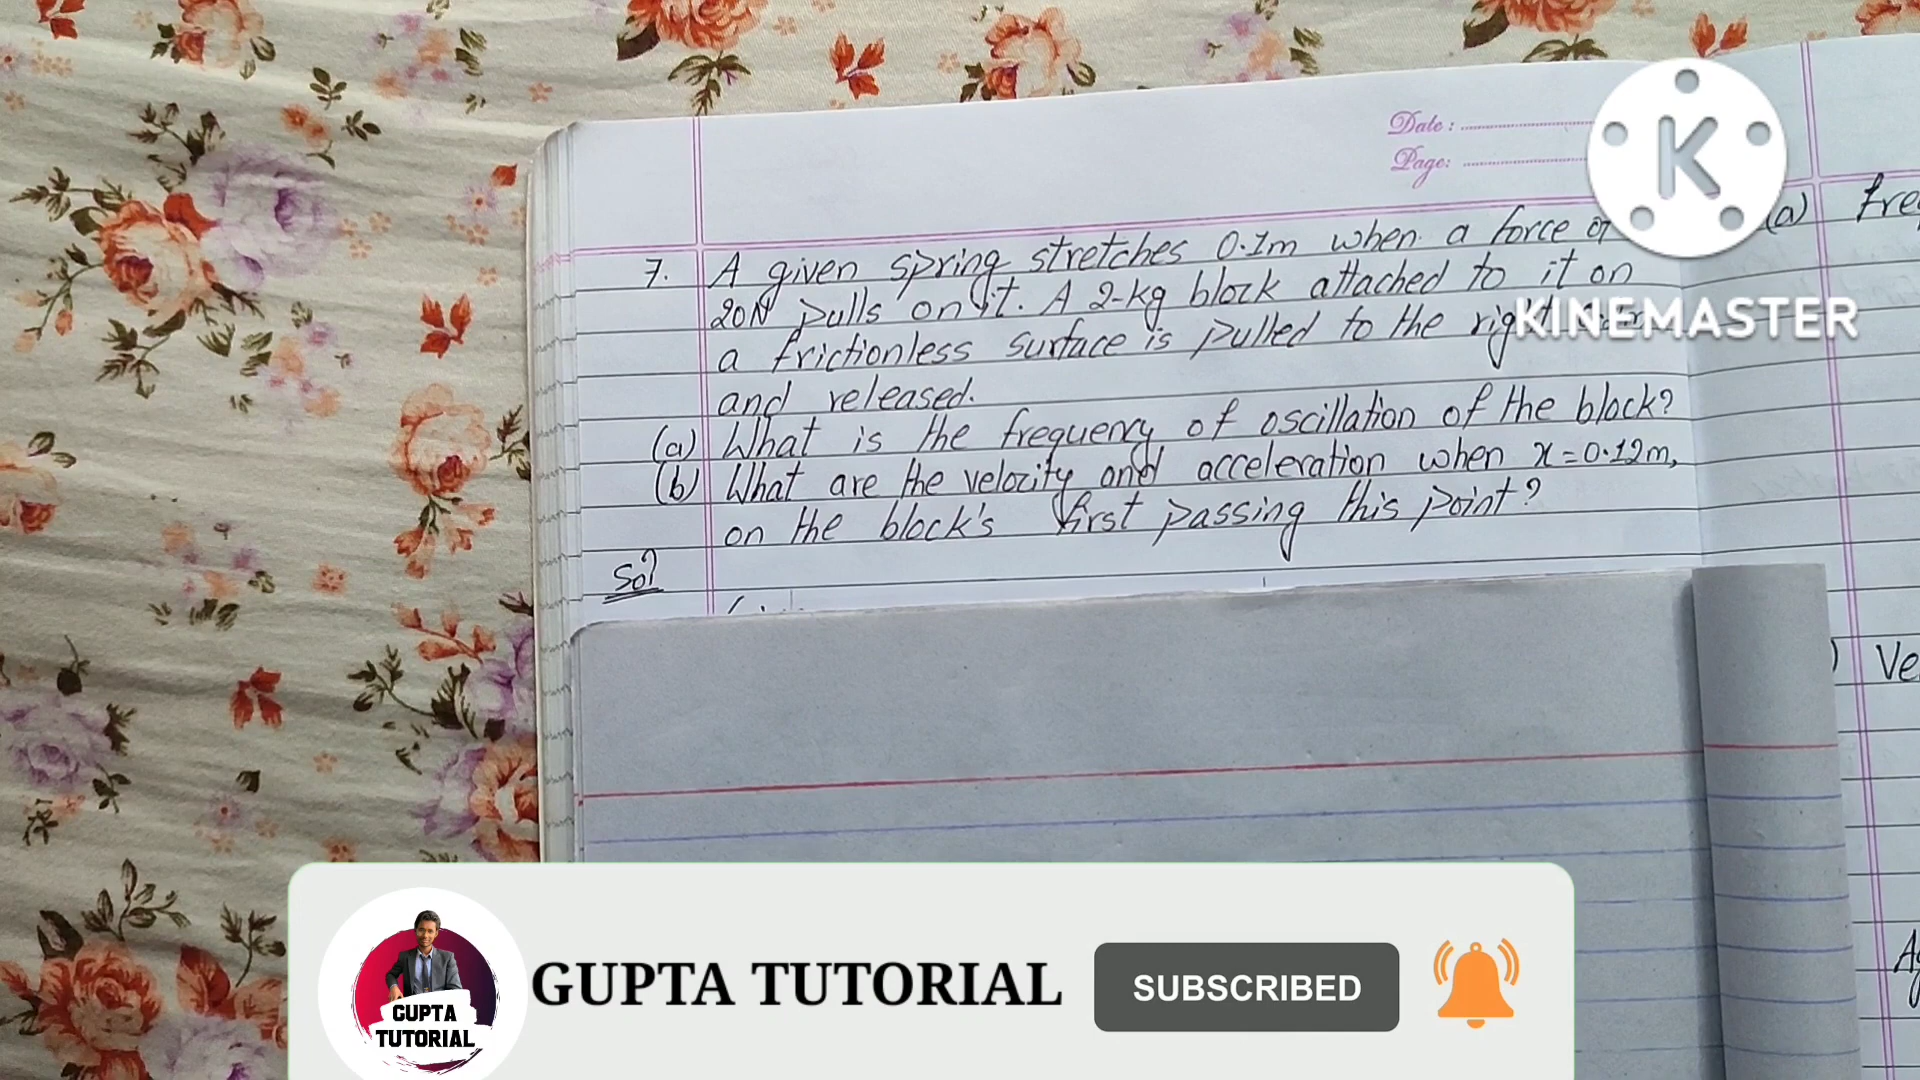 Date :
Page:
7. A given spring stretches 0.1m when a force of
20N pulls on it. A 2-kg block attached to it on
a frictionless surface is pulled to the right
and released.
(a) What is the frequency of oscillation of the block?
(b) What are the velocity and acceleration when x = 0.12m,
on the block's first passing this point?
Sol
(a)
K
KINEMASTER
GUPTA
TUTORIAL
GUPTA TUTORIAL
SUBSCRIBED